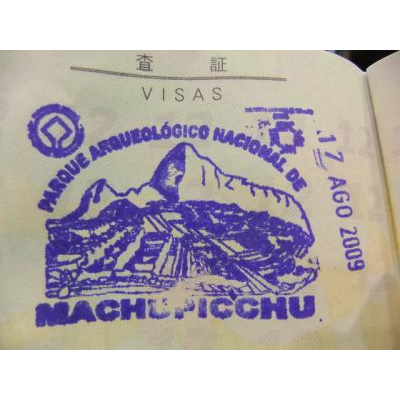 査証
VISAS
PARQUE ARQUEOLÓGICO NACIONAL DE
MACHUPICCHU
17 AGO 2009